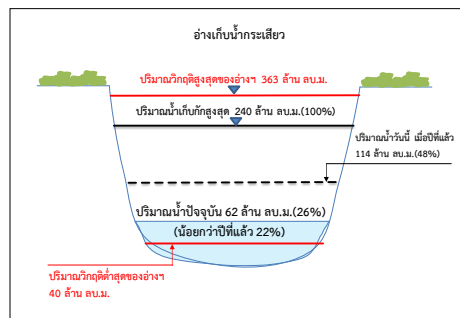 อ่างเก็บน้ำกระเสียว
ปริมาณวิกฤติสูงสุดของอ่างฯ 363 ล้าน ลบ.ม.
ปริมาณน้ำเก็บกักสูงสุด 240 ล้าน ลบ.ม.(100%)
ปริมาณน้ำวันนี้ เมื่อปีที่แล้ว
114 ล้าน ลบ.ม.(48%)
ปริมาณน้ำปัจจุบัน 62 ล้าน ลบ.ม.(26%)
(น้อยกว่าปีที่แล้ว 22%)
ปริมาณวิกฤติต่ำสุดของอ่างฯ
40 ล้าน ลบ.ม.